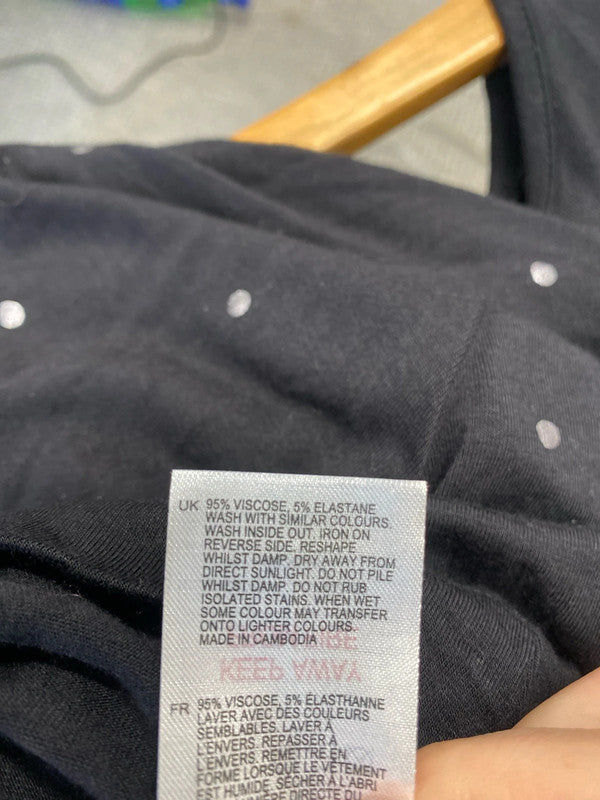 UK 95% VISCOSE, 5% ELASTANE
WASH WITH SIMILAR COLOURS.
WASH INSIDE OUT. IRON ON
REVERSE SIDE. RESHAPE
WHILST DAMP. DRY AWAY FROM
DIRECT SUNLIGHT. DO NOT PILE
WHILST DAMP. DO NOT RUB
ISOLATED STAINS. WHEN WET
SOME COLOUR MAY TRANSFER
ONTO LIGHTER COLOURS.
MADE IN CAMBODIA
KEEP AWAY
FR 95% VISCOSE, 5% ÉLASTHANNE
LAVER AVEC DES COULEURS
SEMBLABLES. LAVER À
L'ENVERS. REPASSER À
L'ENVERS. REMETTRE EN
FORME LORSQUE LE VÊTEMENT
EST HUMIDE. SÉCHER À L'ABRI